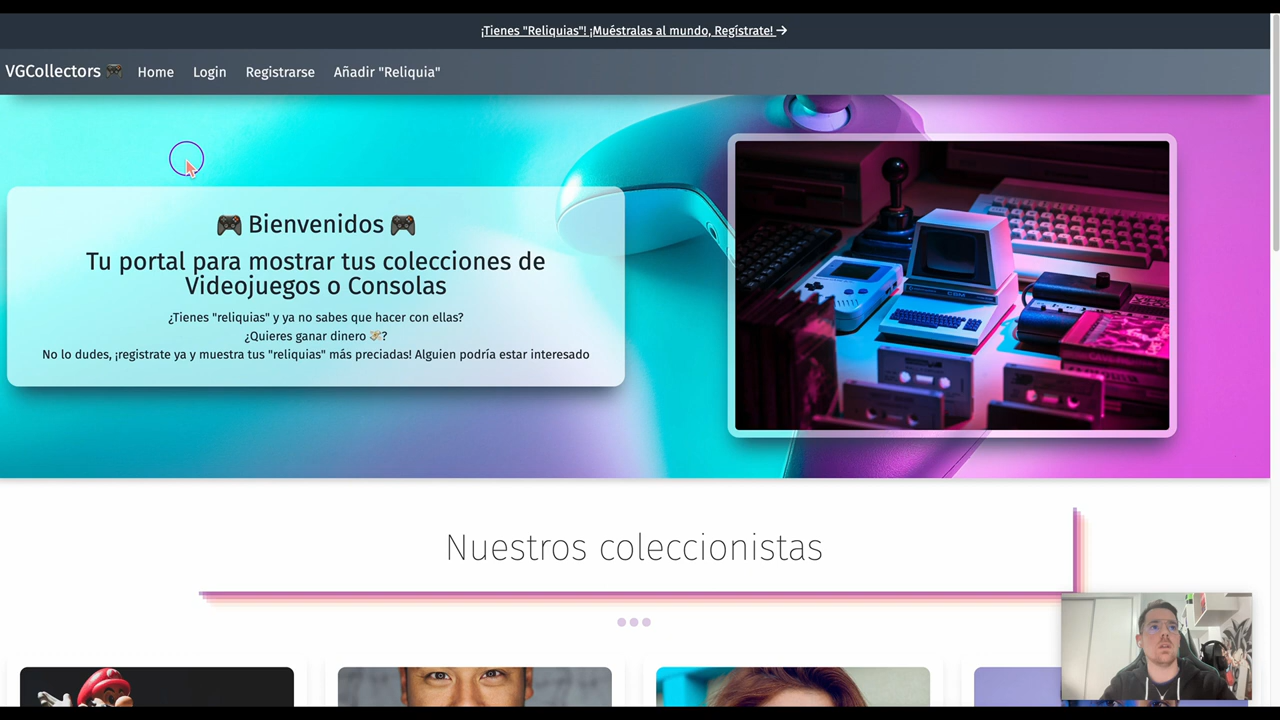 ¡Tienes "Reliquias"! ¡Muéstralas al mundo, Regístrate! →
VGCollectors 🎮 Home Login Registrarse Añadir "Reliquia"
🎮 Bienvenidos 🎮
Tu portal para mostrar tus colecciones de
Videojuegos o Consolas
¿Tienes "reliquias" y ya no sabes que hacer con ellas?
¿Quieres ganar dinero 💸?
No lo dudes, ¡registrate ya y muestra tus "reliquias" más preciadas! Alguien podría estar interesado
Nuestros coleccionistas